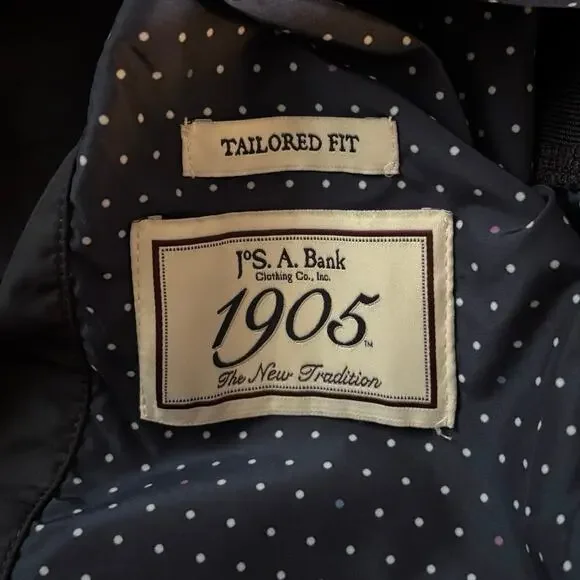 TAILORED FIT
JoS. A. Bank
Clothing Co., Inc.
1905™
The New Tradition